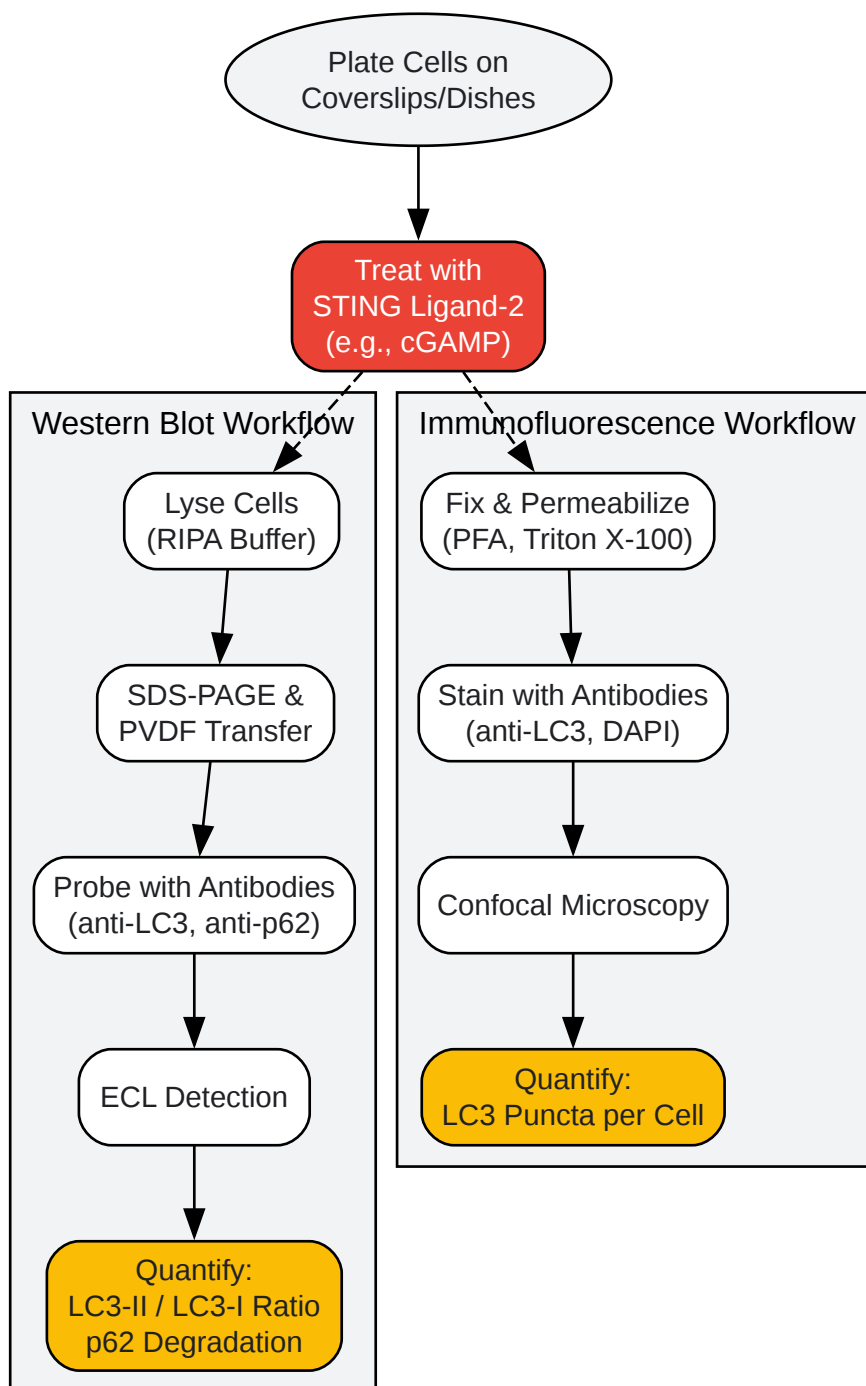 Plate Cells on
Coverslips/Dishes
Treat with
STING Ligand-2
(e.g., cGAMP)
Western Blot Workflow
Lyse Cells
(RIPA Buffer)
SDS-PAGE &
PVDF Transfer
Probe with Antibodies
(anti-LC3, anti-p62)
ECL Detection
Quantify:
LC3-II / LC3-I Ratio
p62 Degradation
Immunofluorescence Workflow
Fix & Permeabilize
(PFA, Triton X-100)
Stain with Antibodies
(anti-LC3, DAPI)
Confocal Microscopy
Quantify:
LC3 Puncta per Cell